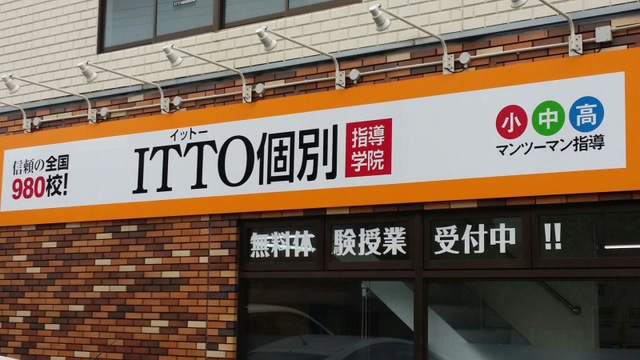 信頼の全国
980校!
イットー
ITTO個別
指導
学院
小中高
マンツーマン指導
無料体験授業 受付中 !!